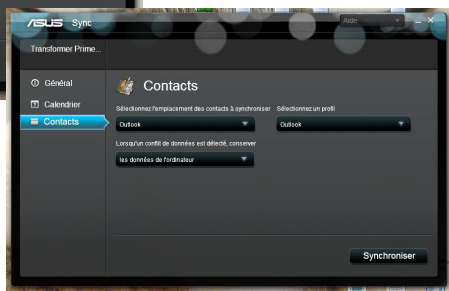 ASUS Sync
Aide
Transformer Prime...
Général
Calendrier
Contacts
Contacts
Sélectionnez l'emplacement des contacts à synchroniser
Sélectionnez un profil
Outlook
Outlook
Lorsqu'un conflit de données est détecté, conserver
les données de l'ordinateur
Synchroniser